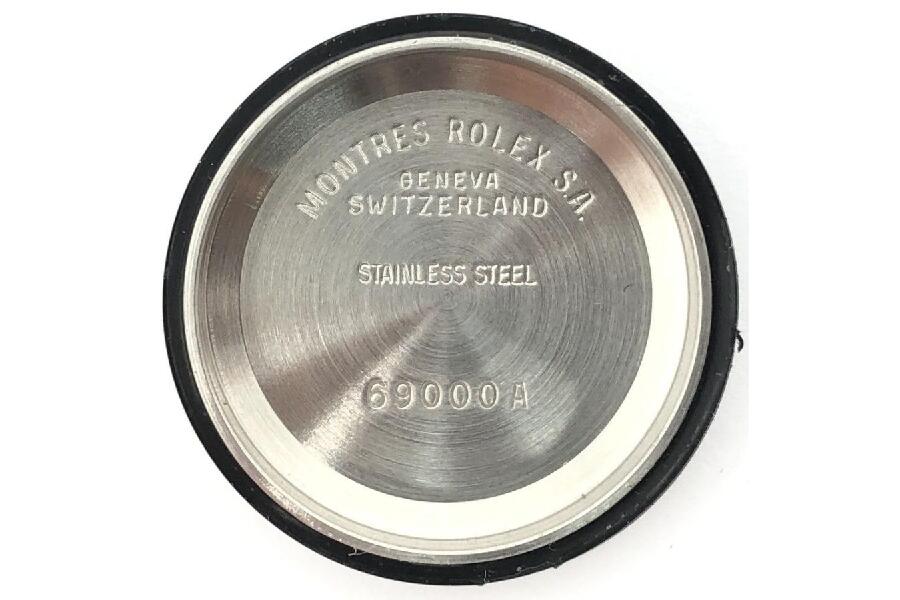 MONTRES ROLEX S.A.
GENEVA
SWITZERLAND
STAINLESS STEEL
69000A